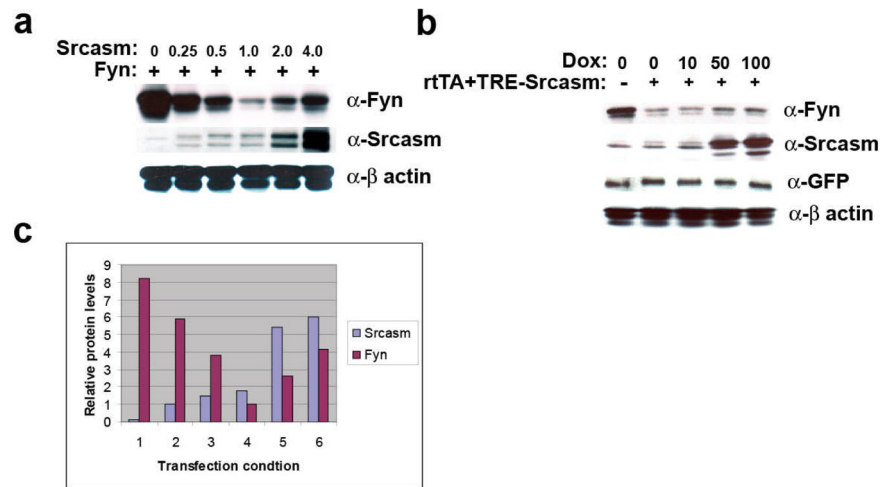 a
Srcasm: 0 0.25 0.5 1.0 2.0 4.0
Fyn: + + + + + +
α-Fyn
α-Srcasm
α-β actin
b
Dox: 0 0 10 50 100
rtTA+TRE-Srcasm: - + + + +
α-Fyn
α-Srcasm
α-GFP
α-β actin
c
Relative protein levels
9
8
7
6
5
4
3
2
1
0
1 2 3 4 5 6
Transfection condtion
Srcasm
Fyn